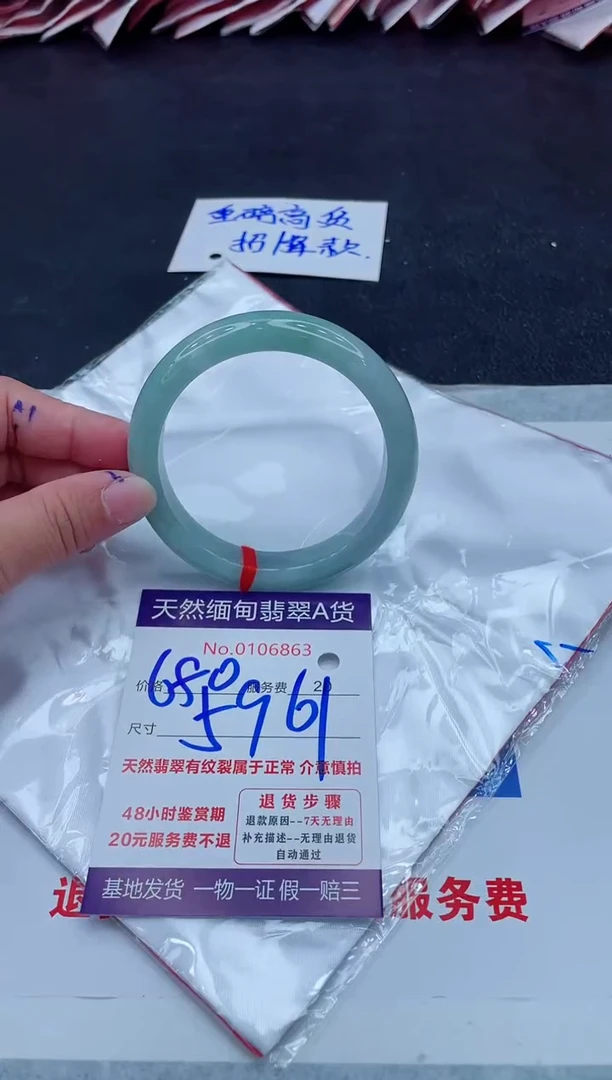 重磅高货
招牌款.
天然缅甸翡翠A货
No.0106863
价格 680 服务费 20
尺寸 5961
天然翡翠有纹裂属于正常 介意慎拍
48小时鉴赏期
20元服务费不退
退货步骤
退款原因--7天无理由
补充描述--无理由退货
自动通过
基地发货 一物一证 假一赔三
退
服务费